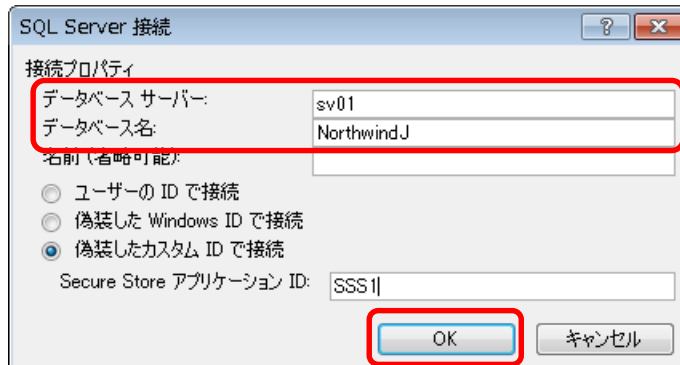 SQL Server 接続
接続プロパティ
データベース サーバー: sv01
データベース名: NorthwindJ
名前 (省略可能):
ユーザーの ID で接続
偽装した Windows ID で接続
偽装したカスタム ID で接続
Secure Store アプリケーション ID: SSS1
OK キャンセル